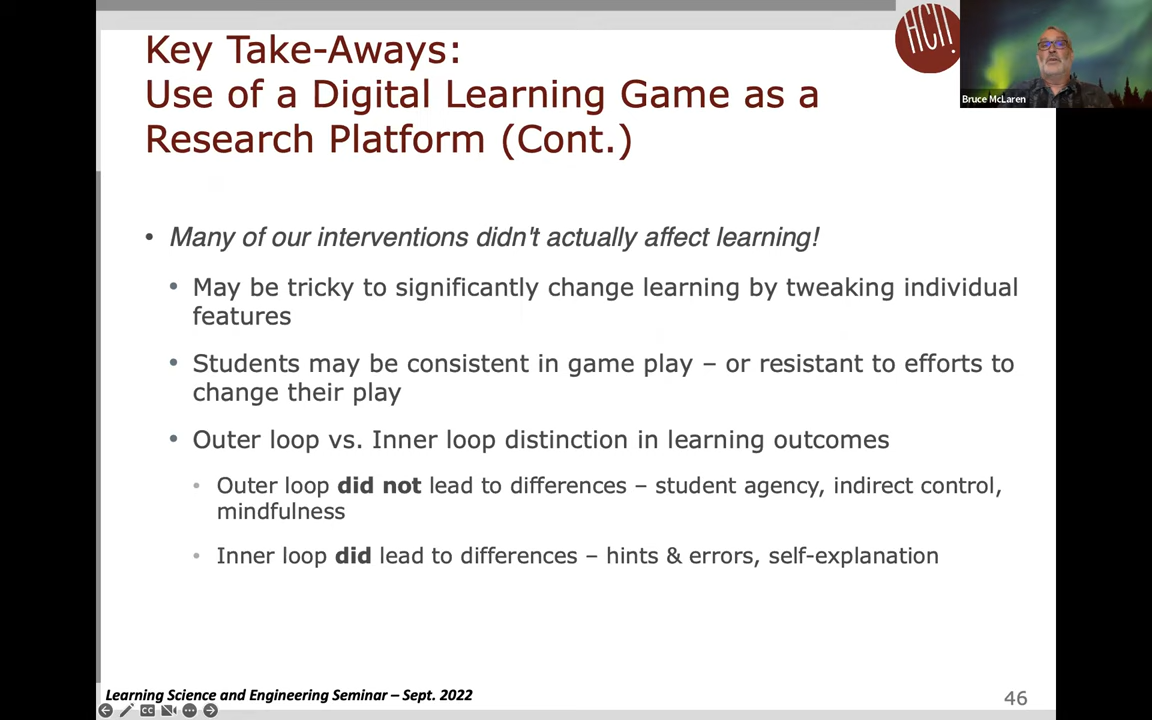 Key Take-Aways:
Use of a Digital Learning Game as a
Research Platform (Cont.)
HCII
Bruce McLaren
• Many of our interventions didn't actually affect learning!
• May be tricky to significantly change learning by tweaking individual
features
• Students may be consistent in game play – or resistant to efforts to
change their play
• Outer loop vs. Inner loop distinction in learning outcomes
• Outer loop did not lead to differences – student agency, indirect control,
mindfulness
• Inner loop did lead to differences – hints & errors, self-explanation
Learning Science and Engineering Seminar – Sept. 2022
CC
46